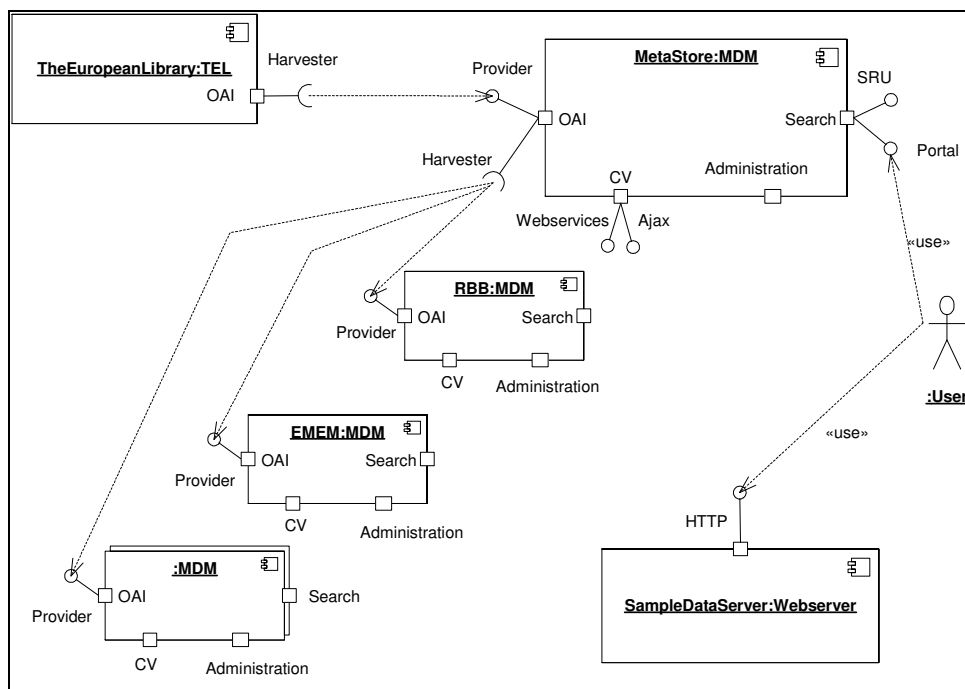 TheEuropeanLibrary:TEL
Harvester
OAI
Provider
MetaStore:MDM
SRU
OAI
Search
Portal
Harvester
Administration
CV
Webservices
Ajax
«use»
RBB:MDM
OAI
Search
Provider
CV
Administration
:User
EMEM:MDM
OAI
Search
Provider
«use»
CV
Administration
HTTP
:MDM
OAI
Search
Provider
SampleDataServer:Webserver
CV
Administration